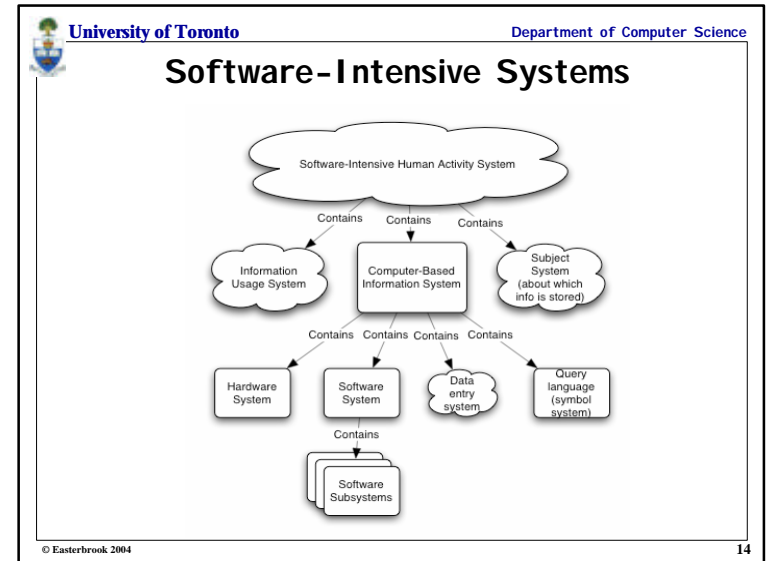 University of Toronto
Department of Computer Science
Software-Intensive Systems
Software-Intensive Human Activity System
Contains
Contains
Contains
Information
Usage System
Computer-Based
Information System
Subject
System
(about which
info is stored)
Contains
Contains
Contains
Contains
Hardware
System
Software
System
Data
entry
system
Query
language
(symbol
system)
Contains
Software
Subsystems
© Easterbrook 2004
14